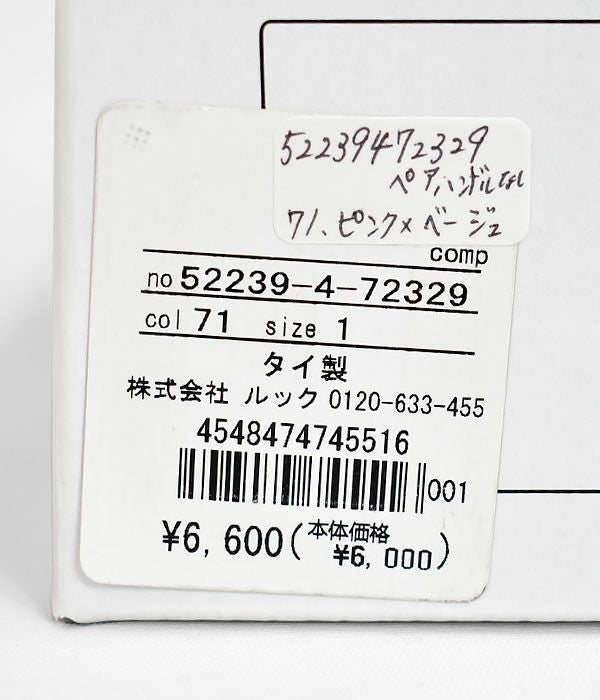 52239472329
ペアハンドルなし
71、ピンク×ベージュ
comp
no 52239-4-72329
col 71 size 1
タイ製
株式会社 ルック 0120-633-455
4548474745516
001
¥6,600(本体価格 ¥6,000)